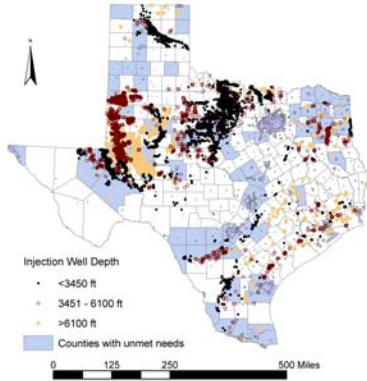 N
Injection Well Depth
<3450 ft
3451 - 6100 ft
>6100 ft
Counties with unmet needs
0 125 250 500 Miles